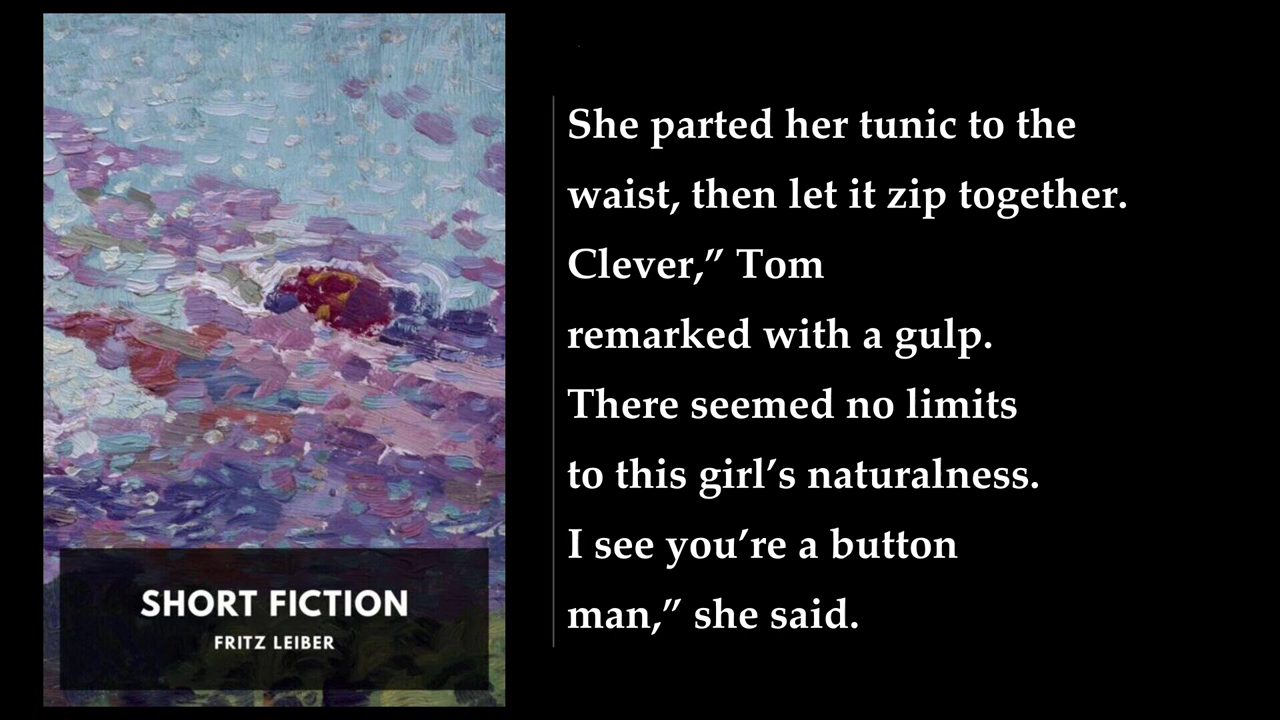 She parted her tunic to the
waist, then let it zip together.
Clever,” Tom
remarked with a gulp.
There seemed no limits
to this girl’s naturalness.
I see you’re a button
man,” she said.
SHORT FICTION
FRITZ LEIBER